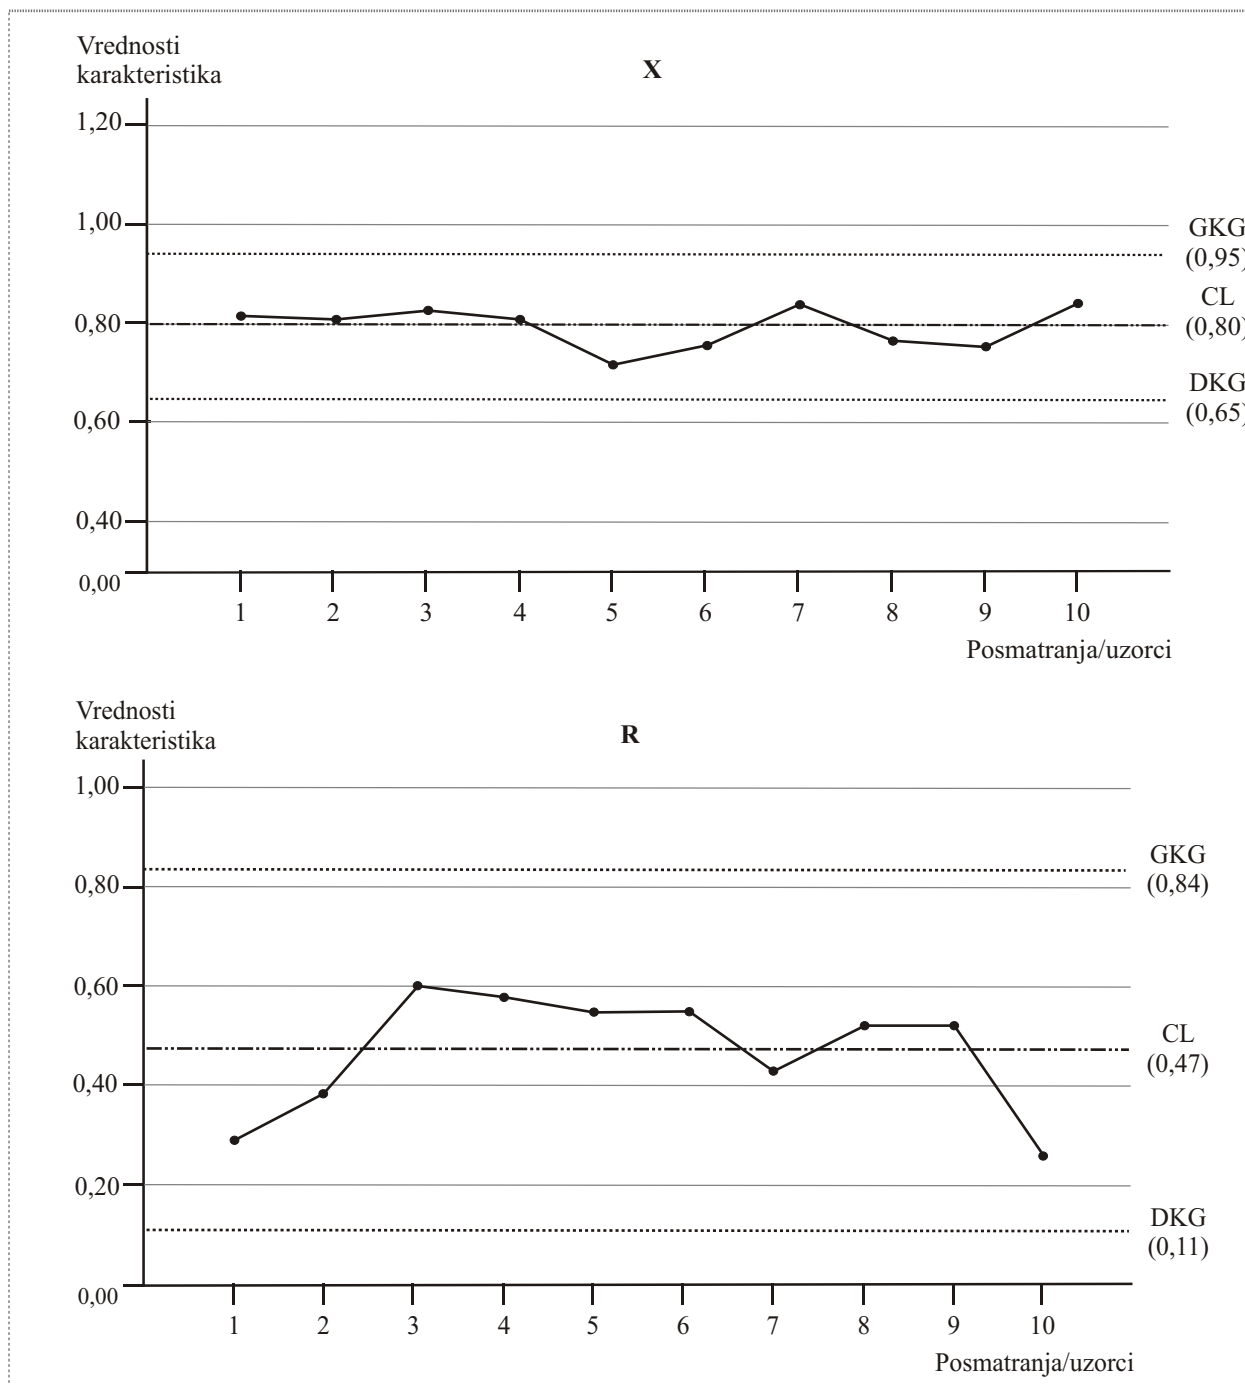 Vrednosti
karakteristika
X
1,20
1,00
GKG
(0,95)
CL
0,80
(0,80)
DKG
(0,65)
0,60
0,40
0,00
1 2 3 4 5 6 7 8 9 10
Posmatranja/uzorci
Vrednosti
karakteristika
R
1,00
GKG
0,80
(0,84)
0,60
CL
(0,47)
0,40
0,20
DKG
(0,11)
0,00
1 2 3 4 5 6 7 8 9 10
Posmatranja/uzorci